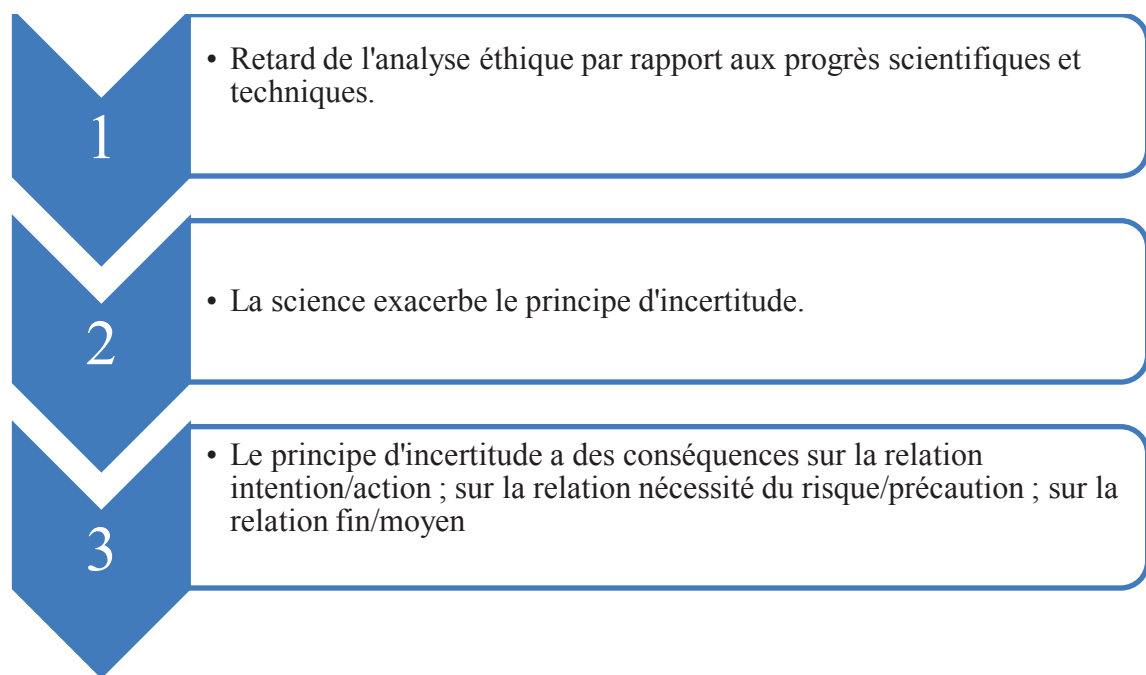 1
• Retard de l'analyse éthique par rapport aux progrès scientifiques et
techniques.
2
• La science exacerbe le principe d'incertitude.
3
• Le principe d'incertitude a des conséquences sur la relation
intention/action ; sur la relation nécessité du risque/précaution ; sur la
relation fin/moyen